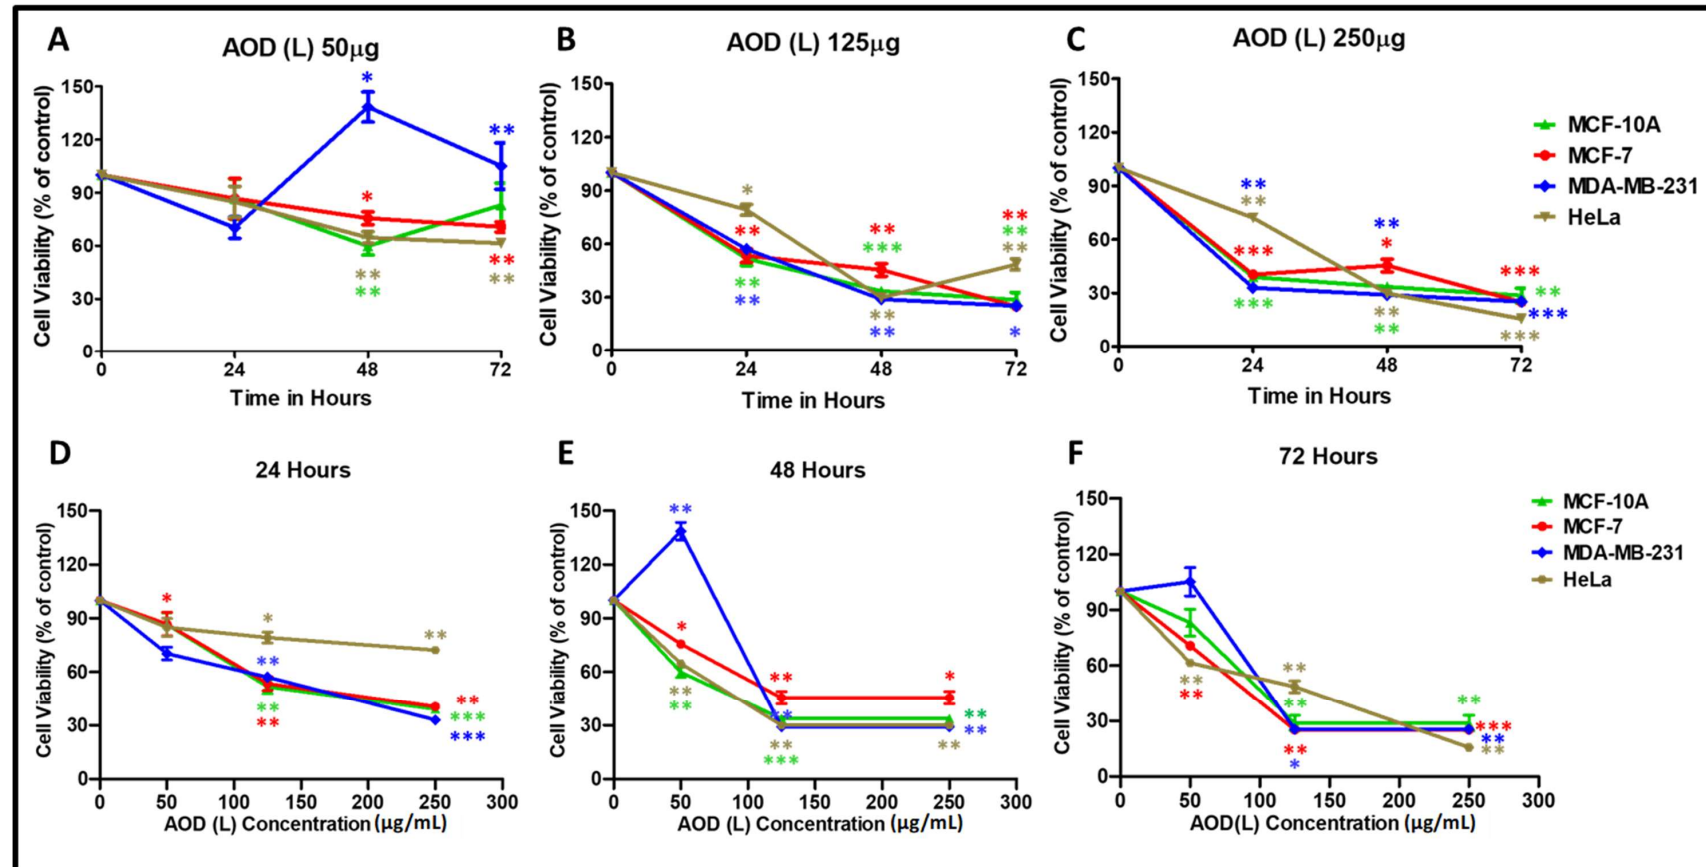 A
AOD (L) 50μg
Cell Viability (% of control)
150
120
90
60
30
0
0 24 48 72
Time in Hours
*
**
*
**
**
**
**
B
AOD (L) 125μg
Cell Viability (% of control)
150
120
90
60
30
0
0 24 48 72
Time in Hours
*
**
**
**
**
***
**
**
**
**
**
*
C
AOD (L) 250μg
Cell Viability (% of control)
150
120
90
60
30
0
0 24 48 72
Time in Hours
**
**
***
***
**
*
**
**
***
**
***
***
MCF-10A
MCF-7
MDA-MB-231
HeLa
D
24 Hours
Cell Viability (% of control)
150
120
90
60
30
0
0 50 100 150 200 250 300
AOD (L) Concentration (μg/mL)
*
*
**
**
**
**
**
***
***
E
48 Hours
Cell Viability (% of control)
150
120
90
60
30
0
0 50 100 150 200 250 300
AOD (L) Concentration (μg/mL)
**
*
**
**
**
**
**
***
*
**
**
**
F
72 Hours
Cell Viability (% of control)
150
120
90
60
30
0
0 50 100 150 200 250 300
AOD(L) Concentration (μg/mL)
**
**
**
**
**
*
**
***
**
**
MCF-10A
MCF-7
MDA-MB-231
HeLa